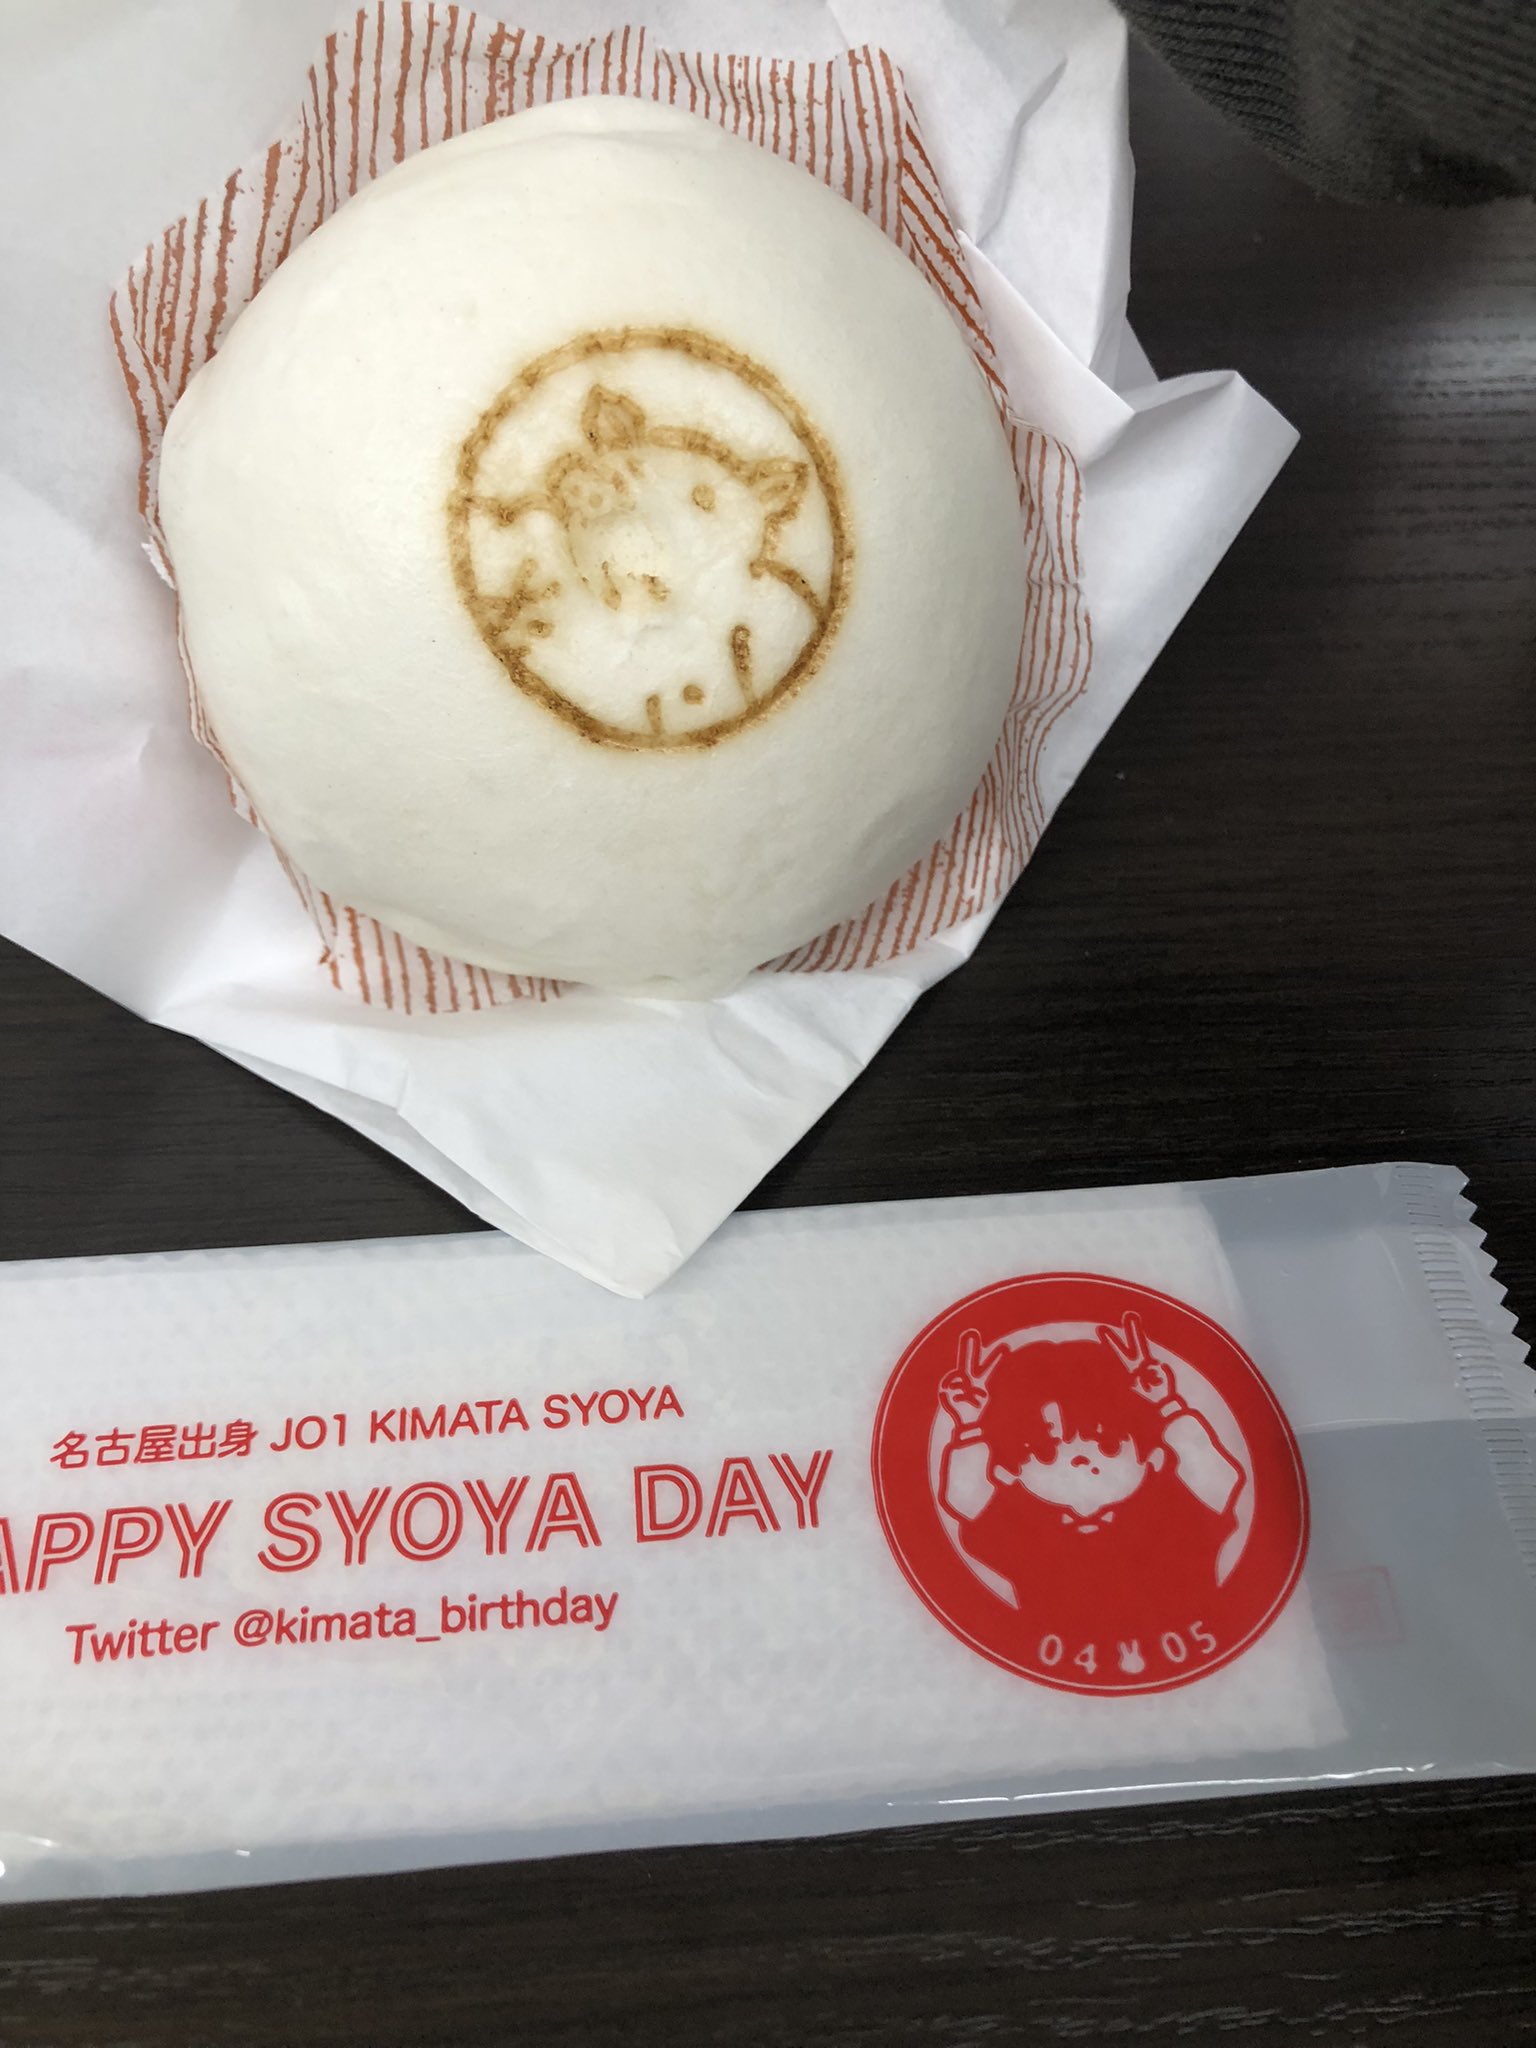 名古屋出身 JO1 KIMATA SYOYA
APPY SYOYA DAY
Twitter @kimata_birthday
04 05